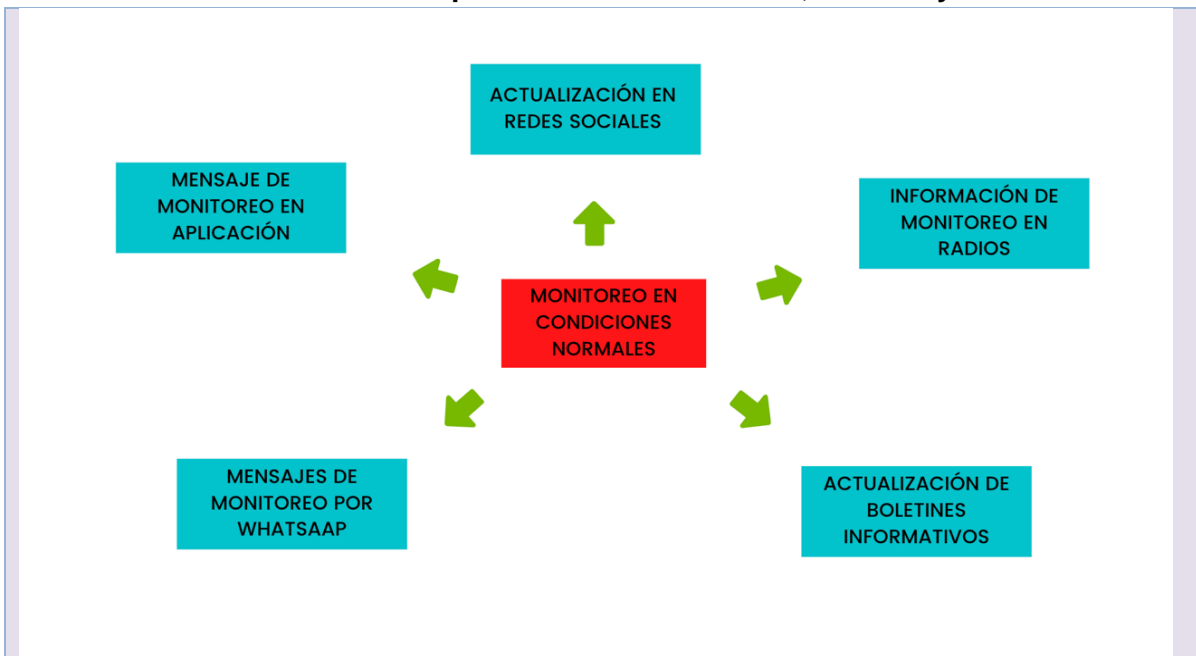 ACTUALIZACIÓN EN
REDES SOCIALES
MENSAJE DE
MONITOREO EN
APLICACIÓN
INFORMACIÓN DE
MONITOREO EN
RADIOS
MONITOREO EN
CONDICIONES
NORMALES
MENSAJES DE
MONITOREO POR
WHATSAAP
ACTUALIZACIÓN DE
BOLETINES
INFORMATIVOS